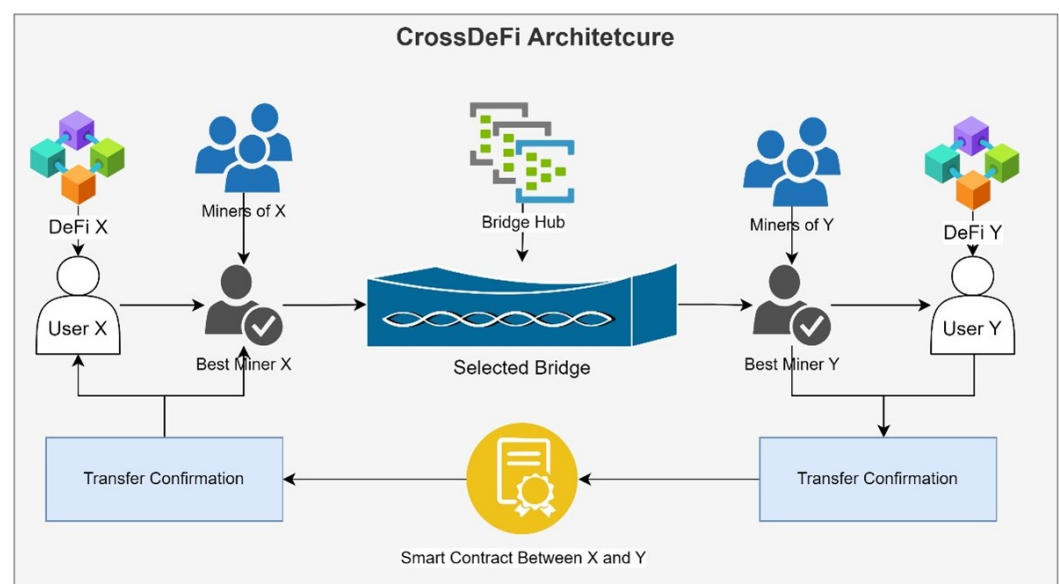 CrossDeFi Architetcure
Miners of X
Bridge Hub
Miners of Y
DeFi X
DeFi Y
User X
User Y
Best Miner X
Selected Bridge
Best Miner Y
Transfer Confirmation
Transfer Confirmation
Smart Contract Between X and Y